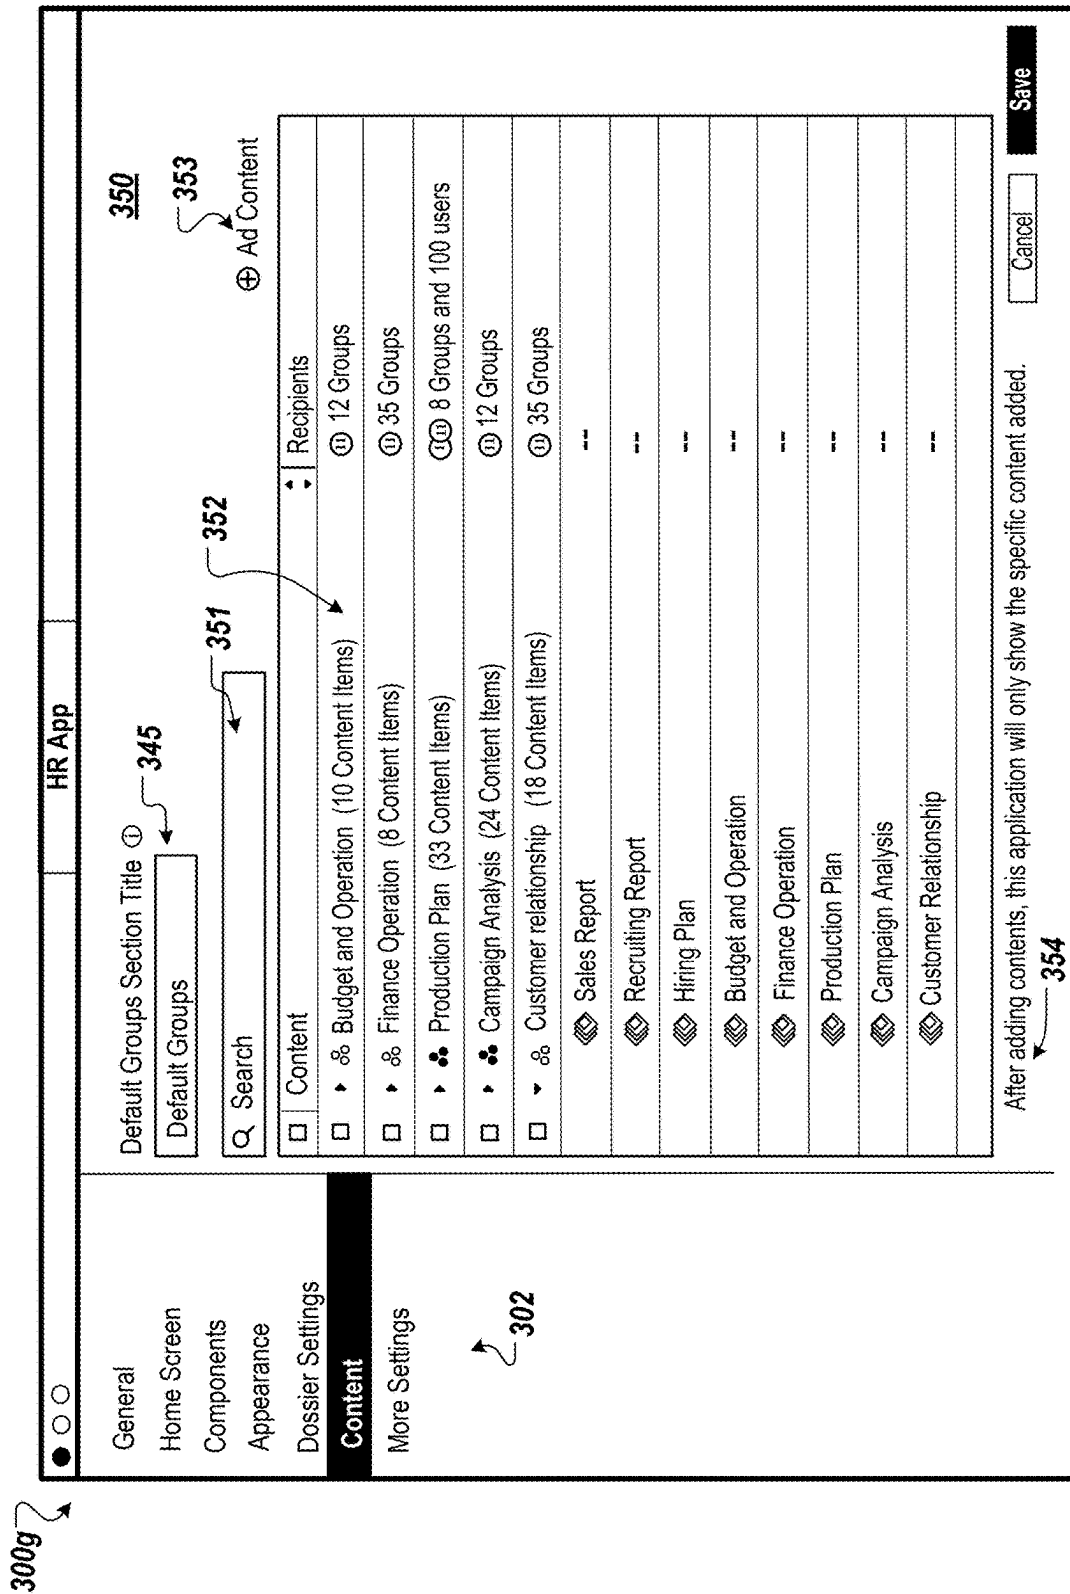 300g
HR App
General
Home Screen
Components
Appearance
Dossier Settings
Content
More Settings
302
Default Groups Section Title
345
Default Groups
350
Search
351
352
353
Ad Content
Content Recipients
Budget and Operation (10 Content Items) 12 Groups
Finance Operation (8 Content Items) 35 Groups
Production Plan (33 Content Items) 8 Groups and 100 users
Campaign Analysis (24 Content Items) 12 Groups
Customer relationship (18 Content Items) 35 Groups
Sales Report --
Recruiting Report --
Hiring Plan --
Budget and Operation --
Finance Operation --
Production Plan --
Campaign Analysis --
Customer Relationship --
After adding contents, this application will only show the specific content added.
354
Cancel
Save